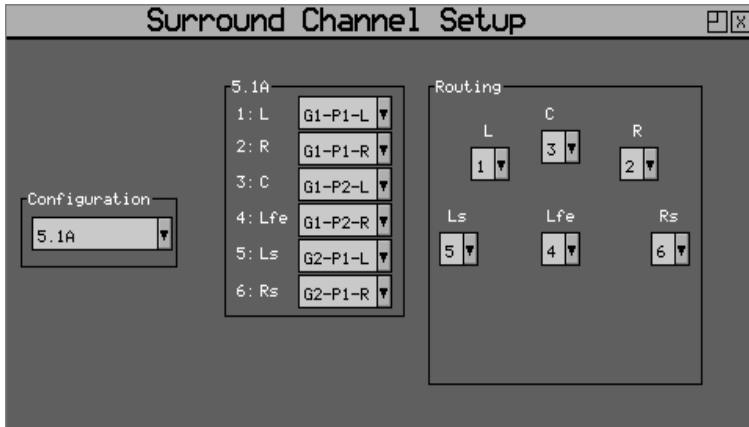 Surround Channel Setup
X
Configuration
5.1A
5.1A
1: L G1-P1-L
2: R G1-P1-R
3: C G1-P2-L
4: Lfe G1-P2-R
5: Ls G2-P1-L
6: Rs G2-P1-R
Routing
L C R
1 3 2
Ls Lfe Rs
5 4 6